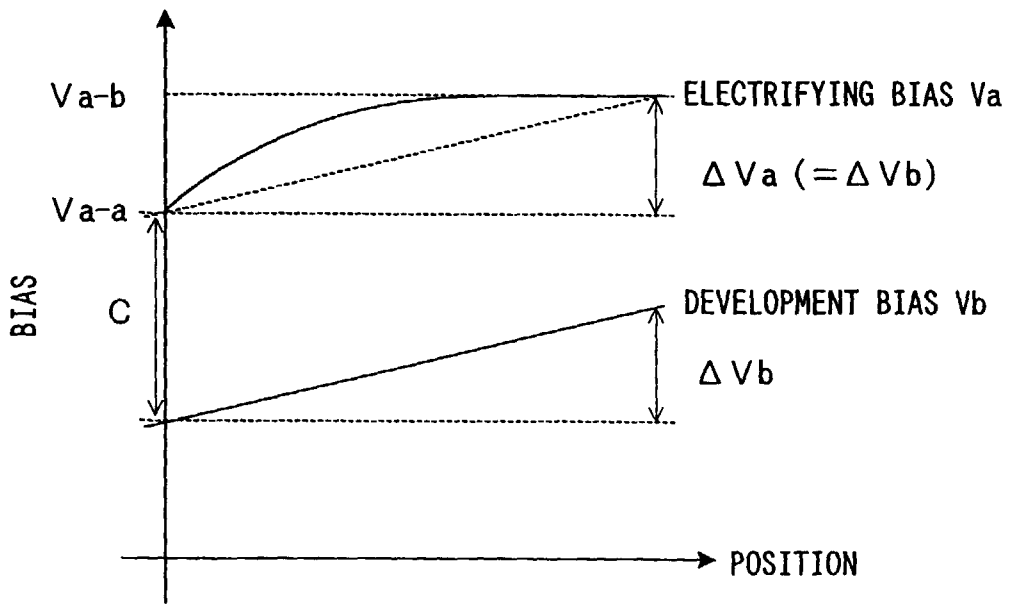 Va-b
ELECTRIFYING BIAS Va
ΔVa (=ΔVb)
Va-a
BIAS
C
DEVELOPMENT BIAS Vb
ΔVb
POSITION